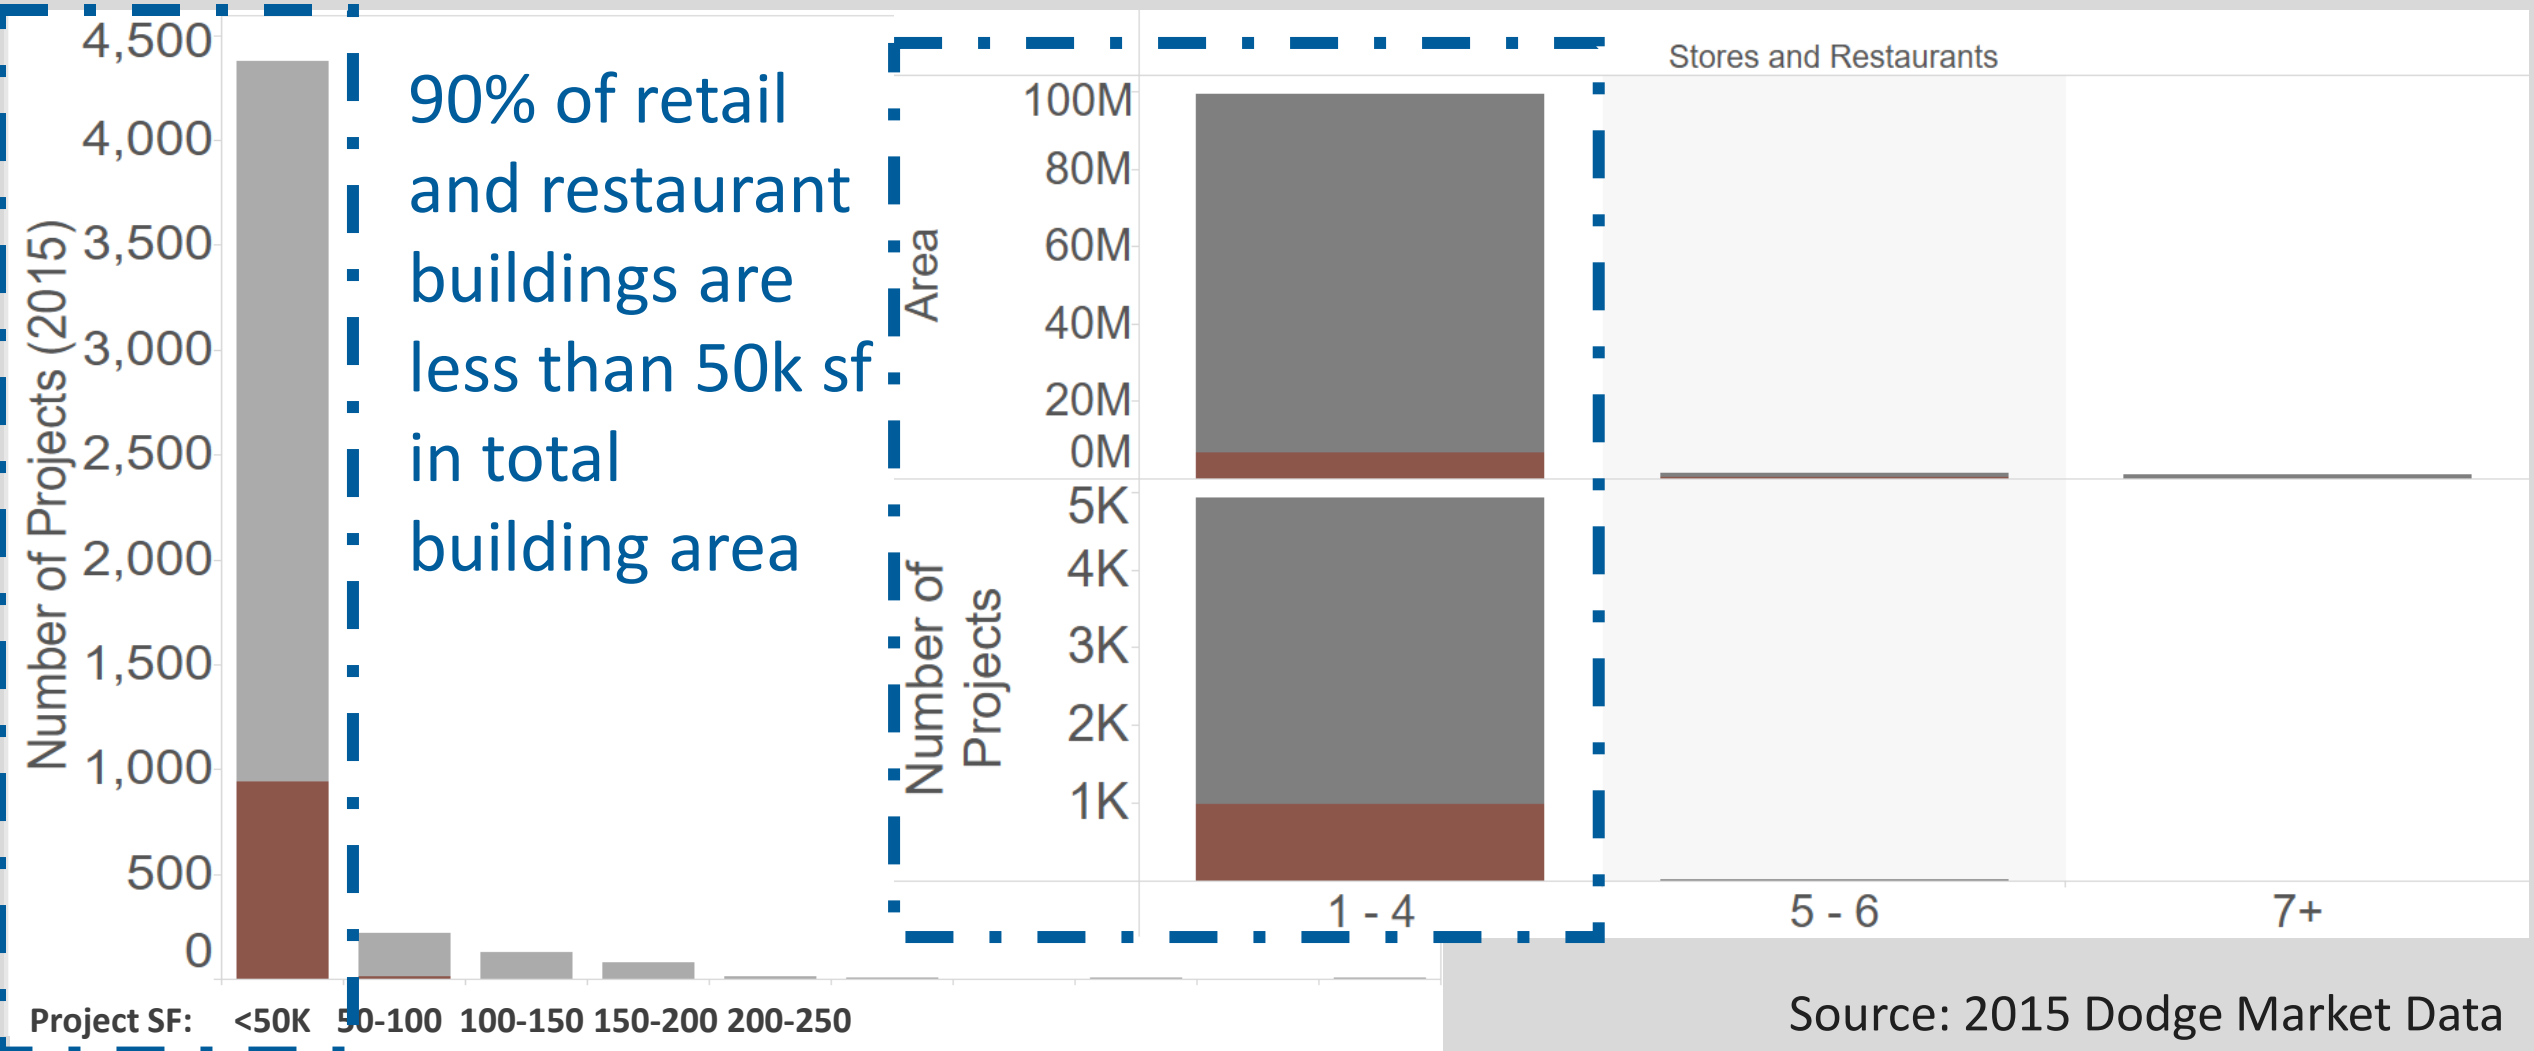 4,500
4,000
3,500
3,000
2,500
2,000
1,500
1,000
500
0
Number of Projects (2015)
Project SF: <50K 50-100 100-150 150-200 200-250
90% of retail
and restaurant
buildings are
less than 50k sf
in total
building area
Stores and Restaurants
Area
100M
80M
60M
40M
20M
0M
Number of
Projects
5K
4K
3K
2K
1K
1 - 4 5 - 6 7+
Source: 2015 Dodge Market Data